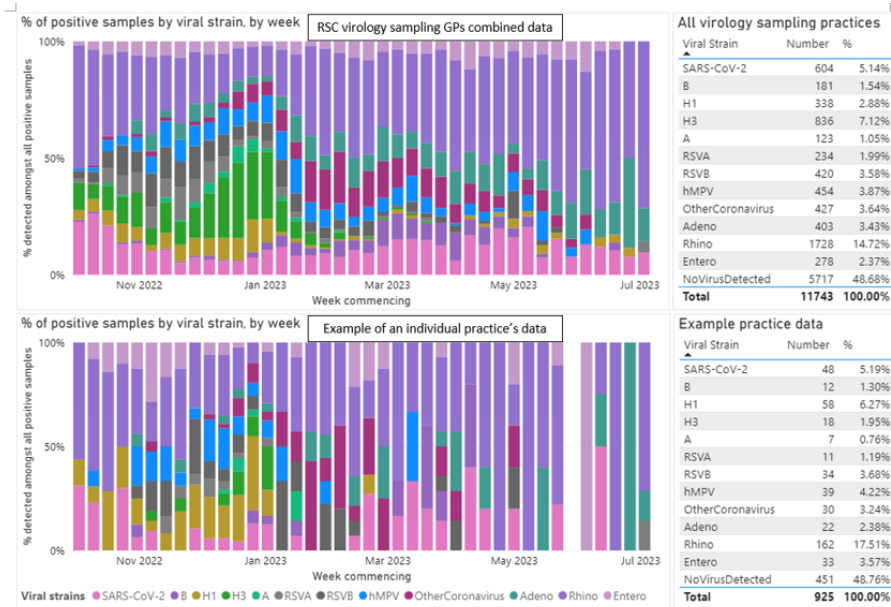 % of positive samples by viral strain, by week
RSC virology sampling GPs combined data
100%
50%
0%
% detected amongst all positive samples
Nov 2022 Jan 2023 Mar 2023 May 2023 Jul 2023
Week commencing
All virology sampling practices
Viral Strain Number %
SARS-CoV-2 604 5.14%
B 181 1.54%
H1 338 2.88%
H3 836 7.12%
A 123 1.05%
RSVA 234 1.99%
RSVB 420 3.58%
hMPV 454 3.87%
OtherCoronavirus 427 3.64%
Adeno 403 3.43%
Rhino 1728 14.72%
Entero 278 2.37%
NoVirusDetected 5717 48.68%
Total 11743 100.00%
% of positive samples by viral strain, by week
Example of an individual practice's data
100%
50%
0%
% detected amongst all positive samples
Nov 2022 Jan 2023 Mar 2023 May 2023 Jul 2023
Week commencing
Viral strains SARS-CoV-2 B H1 H3 A RSVA RSVB hMPV OtherCoronavirus Adeno Rhino Entero
Example practice data
Viral Strain Number %
SARS-CoV-2 48 5.19%
B 12 1.30%
H1 58 6.27%
H3 18 1.95%
A 7 0.76%
RSVA 11 1.19%
RSVB 34 3.68%
hMPV 39 4.22%
OtherCoronavirus 30 3.24%
Adeno 22 2.38%
Rhino 162 17.51%
Entero 33 3.57%
NoVirusDetected 451 48.76%
Total 925 100.00%